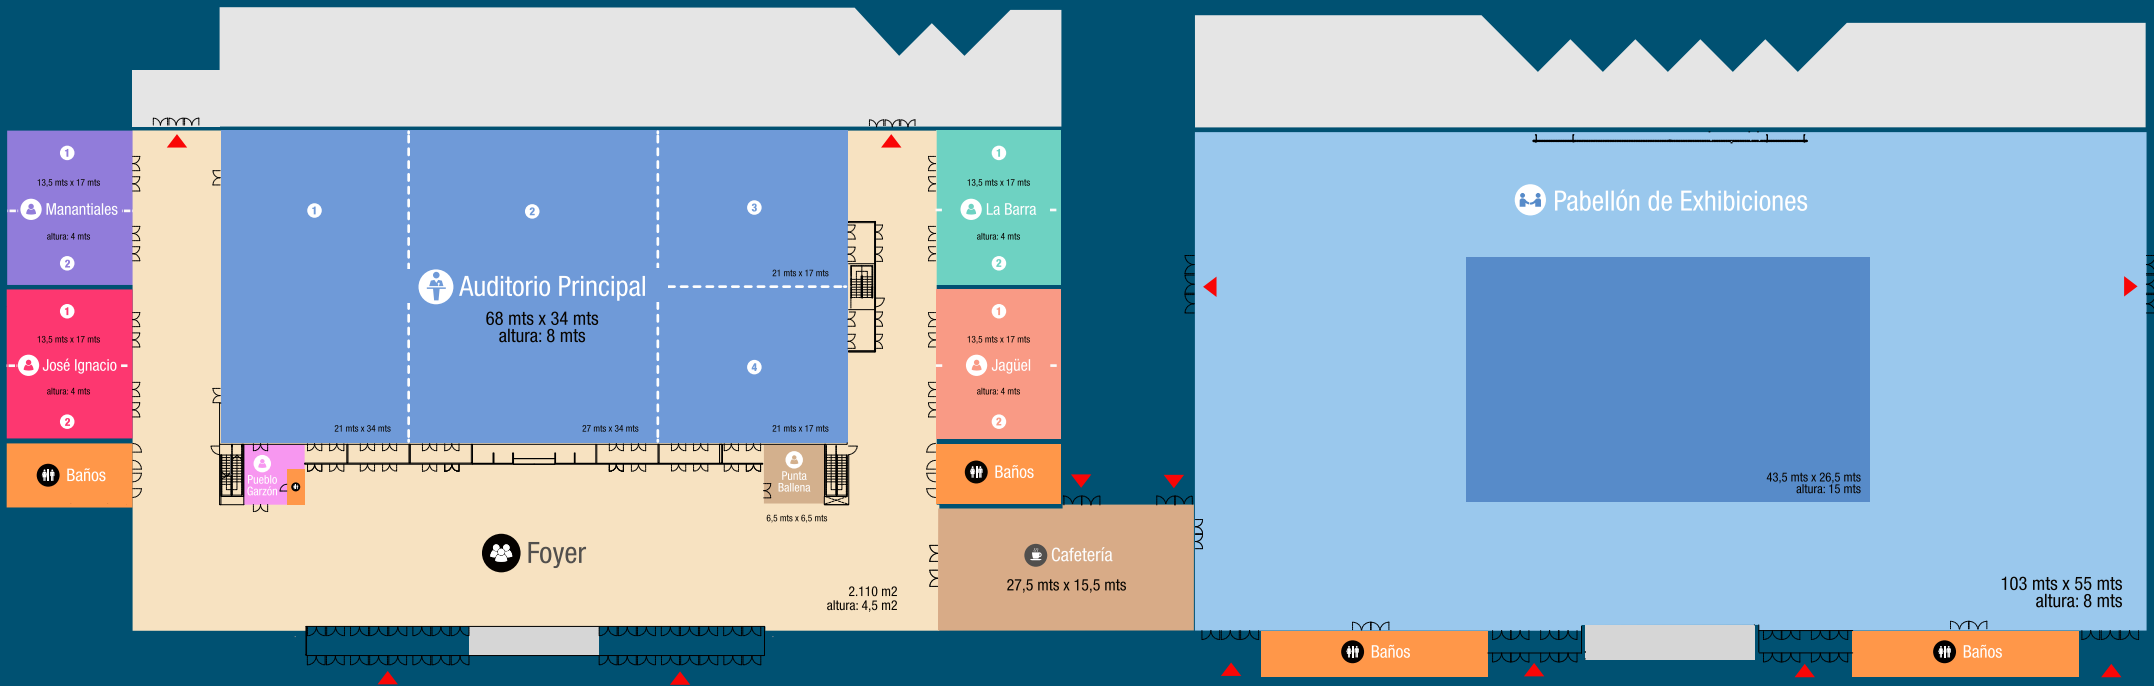 1
13,5 mts x 17 mts
Manantiales
altura: 4 mts
2
1
13,5 mts x 17 mts
José Ignacio
altura: 4 mts
2
Baños
1
2
3
Auditorio Principal
68 mts x 34 mts
altura: 8 mts
21 mts x 17 mts
4
21 mts x 34 mts
27 mts x 34 mts
21 mts x 17 mts
Pueblo
Garzón
Punta
Ballena
6,5 mts x 6,5 mts
Foyer
2.110 m2
altura: 4,5 m2
1
13,5 mts x 17 mts
La Barra
altura: 4 mts
2
1
13,5 mts x 17 mts
Jagüel
altura: 4 mts
2
Baños
Cafetería
27,5 mts x 15,5 mts
Pabellón de Exhibiciones
43,5 mts x 26,5 mts
altura: 15 mts
103 mts x 55 mts
altura: 8 mts
Baños
Baños